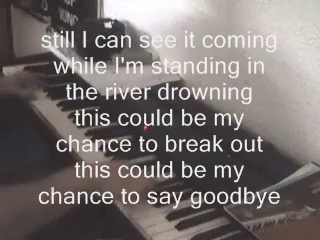 still I can see it coming
while I'm standing in
the river drowning
this could be my
chance to break out
this could be my
chance to say goodbye